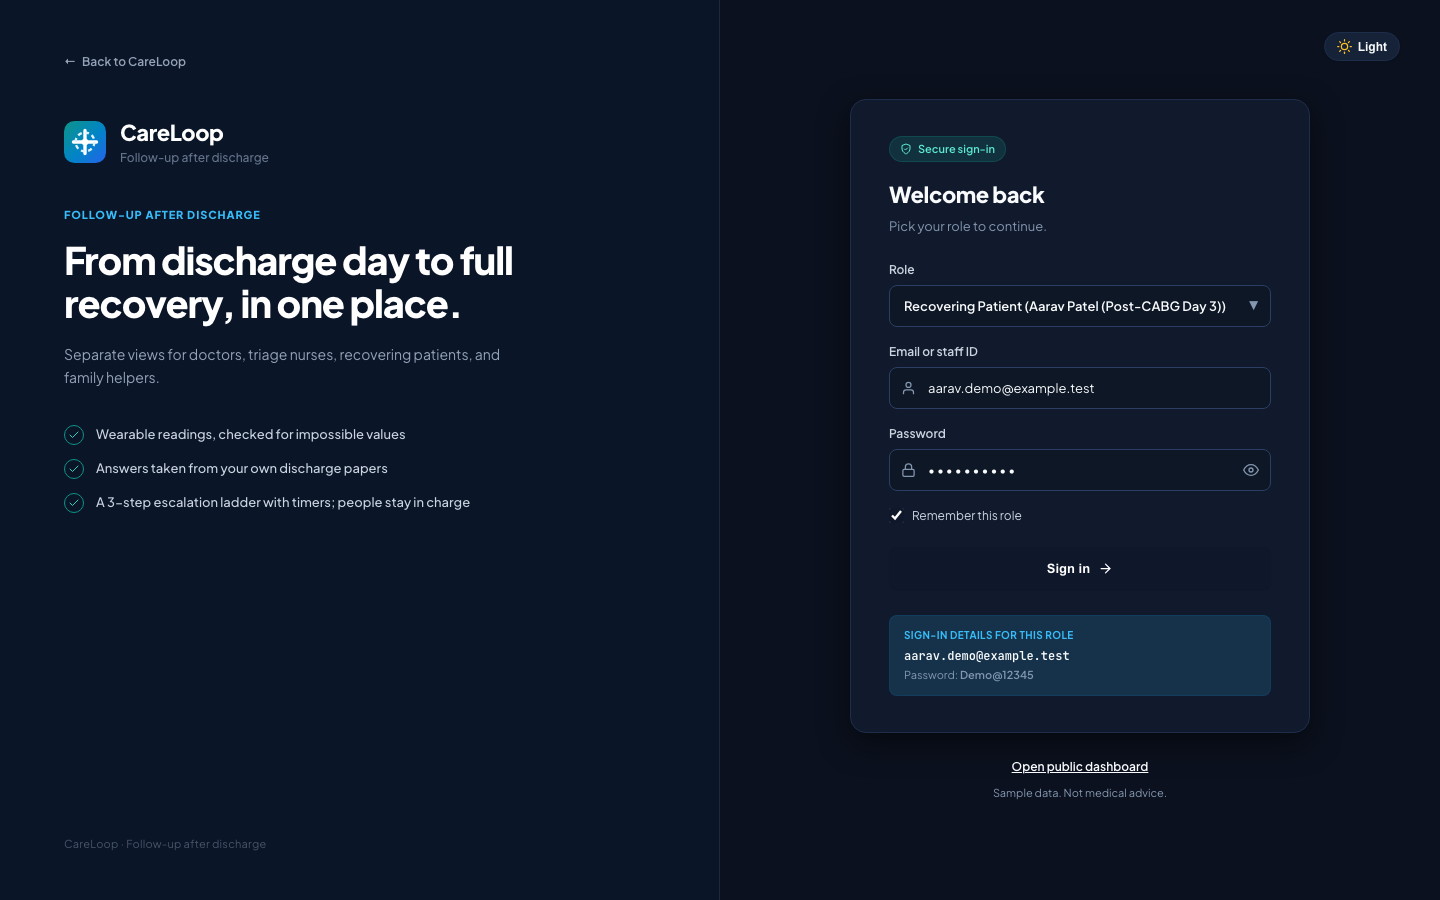 ← Back to CareLoop
CareLoop
Follow-up after discharge
FOLLOW-UP AFTER DISCHARGE
From discharge day to full
recovery, in one place.
Separate views for doctors, triage nurses, recovering patients, and
family helpers.
Wearable readings, checked for impossible values
Answers taken from your own discharge papers
A 3-step escalation ladder with timers; people stay in charge
CareLoop · Follow-up after discharge
Light
Secure sign-in
Welcome back
Pick your role to continue.
Role
Recovering Patient (Aarav Patel (Post-CABG Day 3))
Email or staff ID
aarav.demo@example.test
Password
••••••••••
Remember this role
Sign in →
SIGN-IN DETAILS FOR THIS ROLE
aarav.demo@example.test
Password: Demo@12345
Open public dashboard
Sample data. Not medical advice.